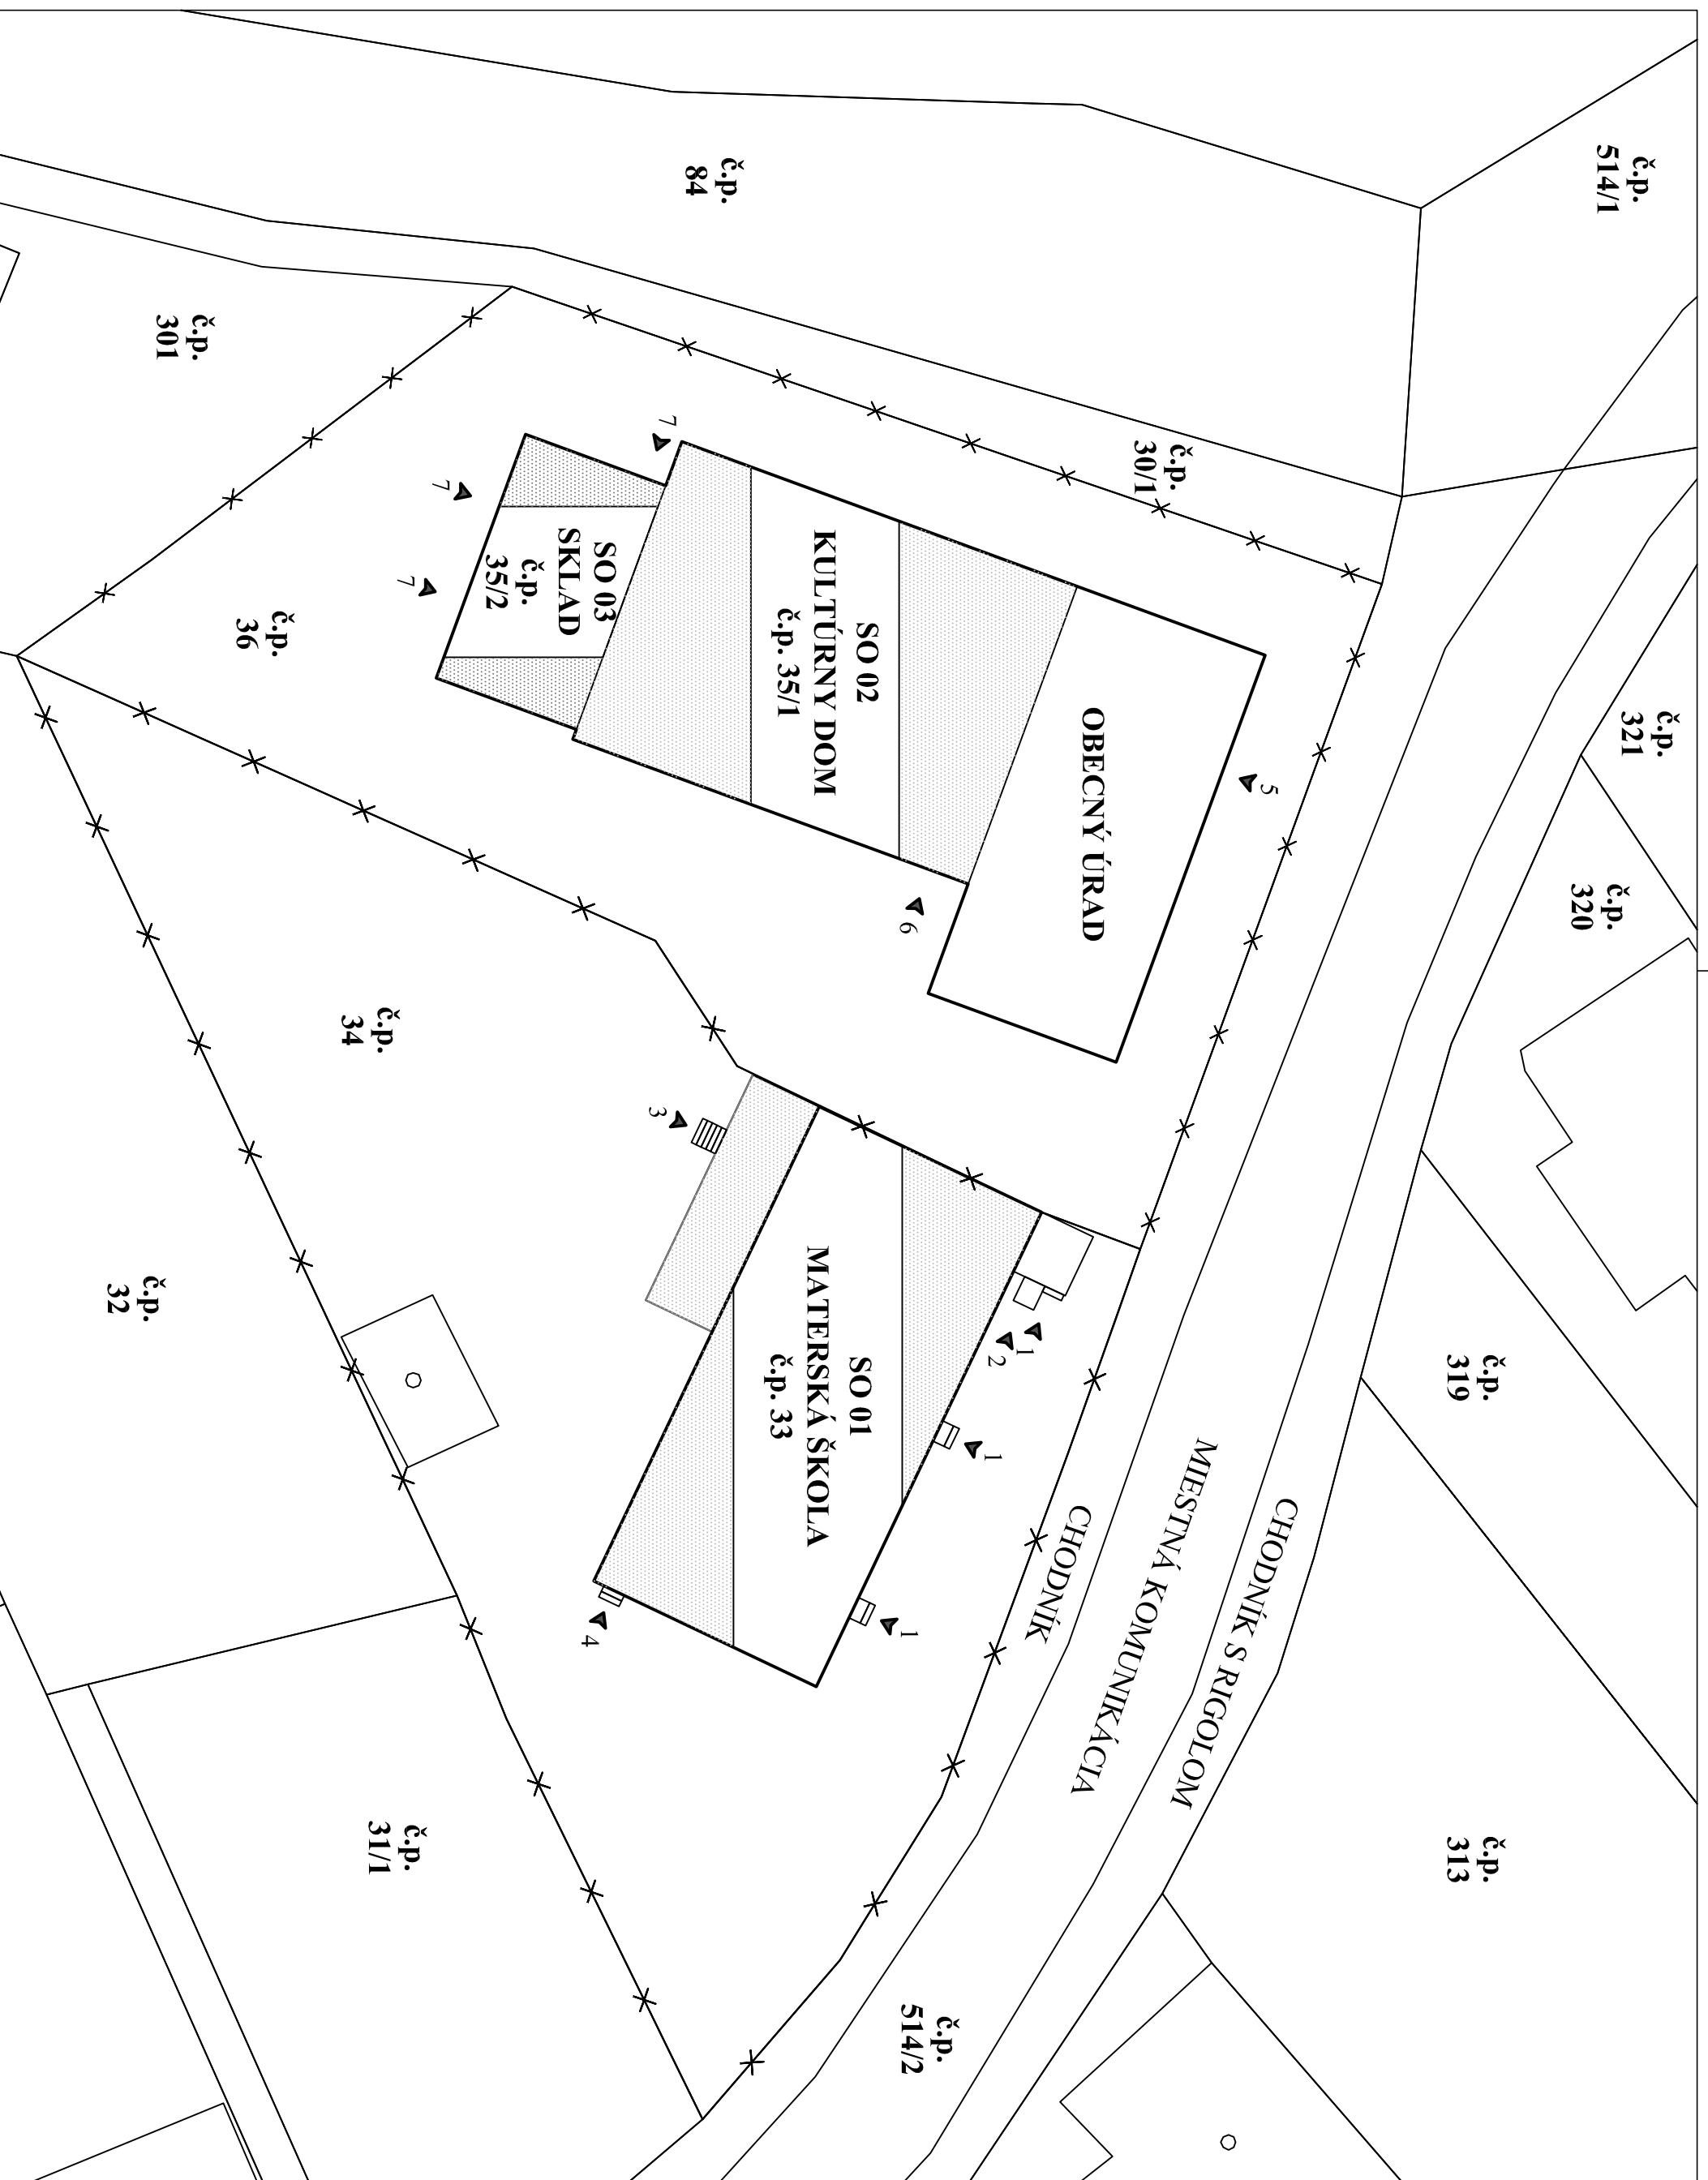 č.p.
514/1
č.p.
84
č.p.
301
č.p.
30/1
č.p.
321
č.p.
320
č.p.
36
SO 03
SKLAD
č.p.
35/2
SO 02
KULTÚRNY DOM
č.p. 35/1
OBECNÝ ÚRAD
7
7
7
5
6
č.p.
34
č.p.
32
3
SO 01
MATERSKÁ ŠKOLA
č.p. 33
1
2
1
1
4
č.p.
319
CHODNÍK S RIGOLOM
MIESTNA KOMUNIKÁCIA
CHODNÍK
č.p.
313
č.p.
31/1
č.p.
514/2